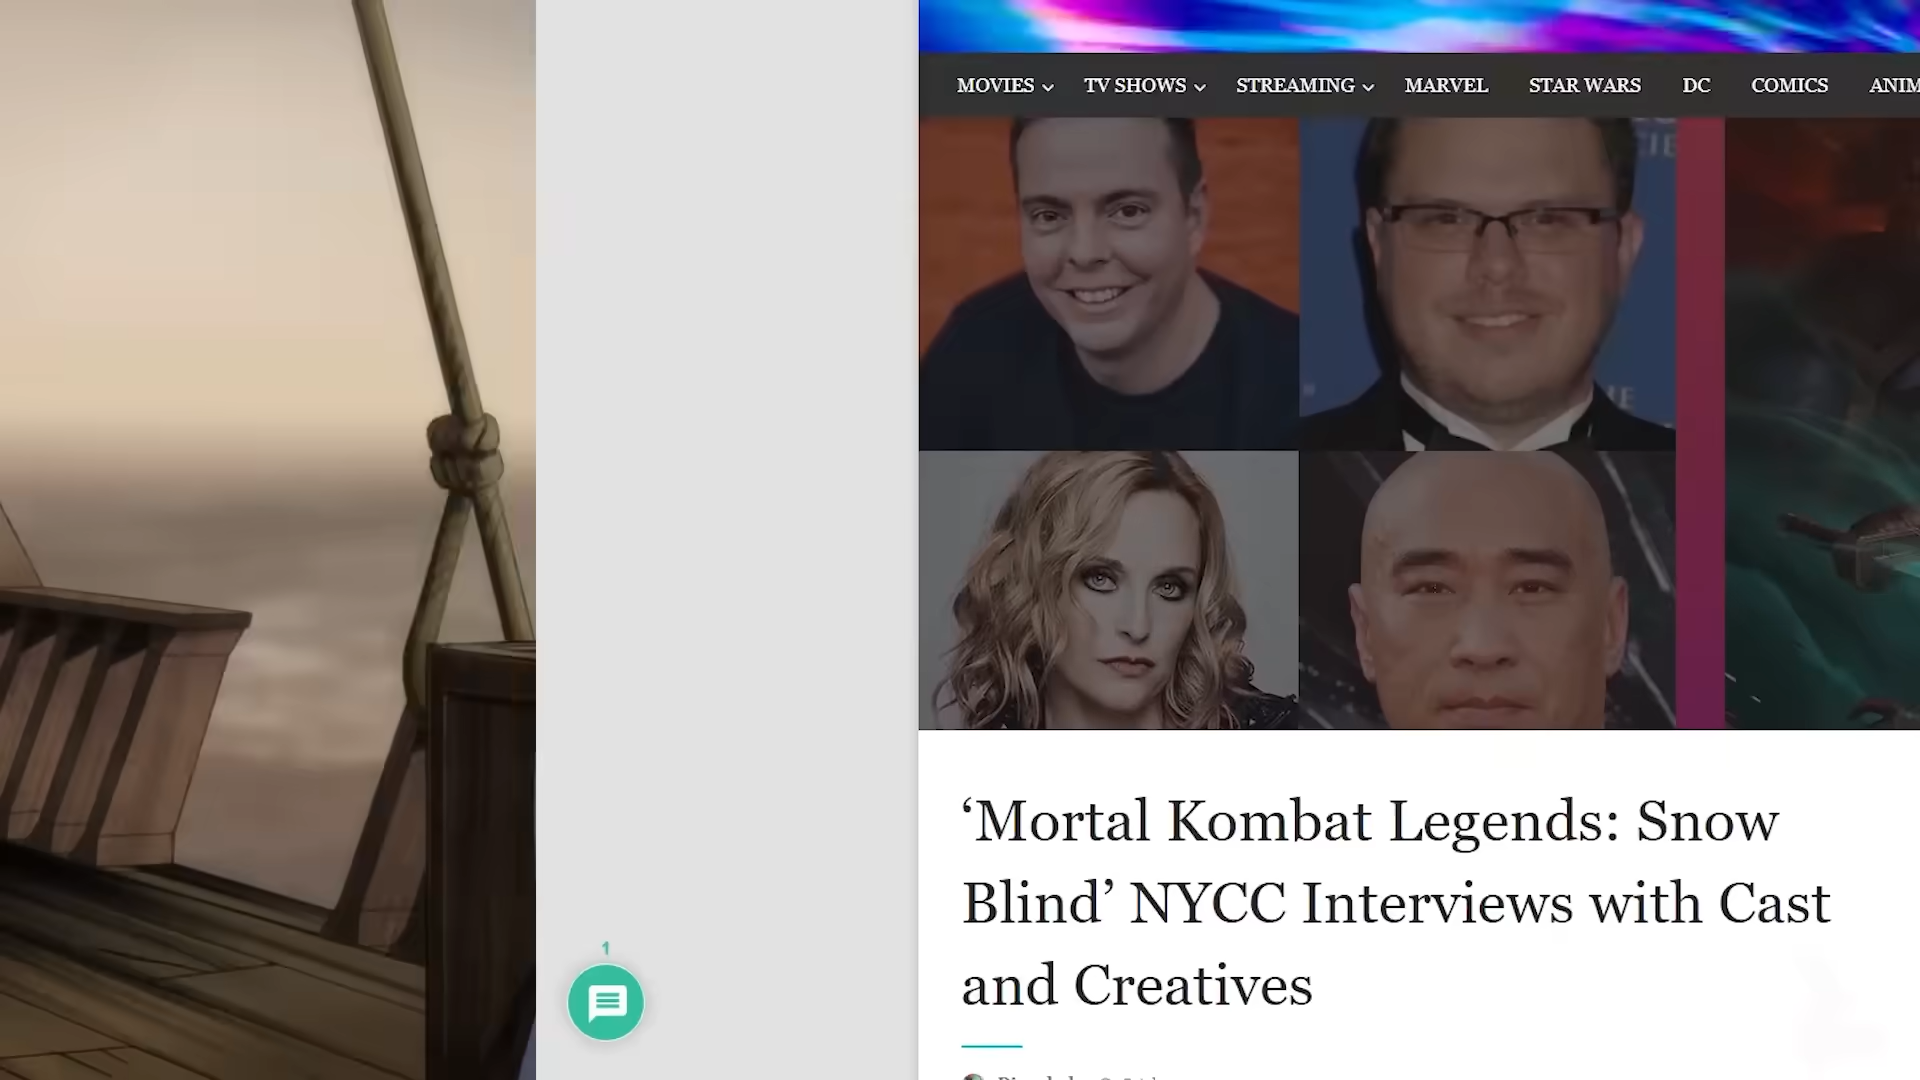 MOVIES
TV SHOWS
STREAMING
MARVEL
STAR WARS
DC
COMICS
ANIM
‘Mortal Kombat Legends: Snow
Blind’ NYCC Interviews with Cast
and Creatives
1